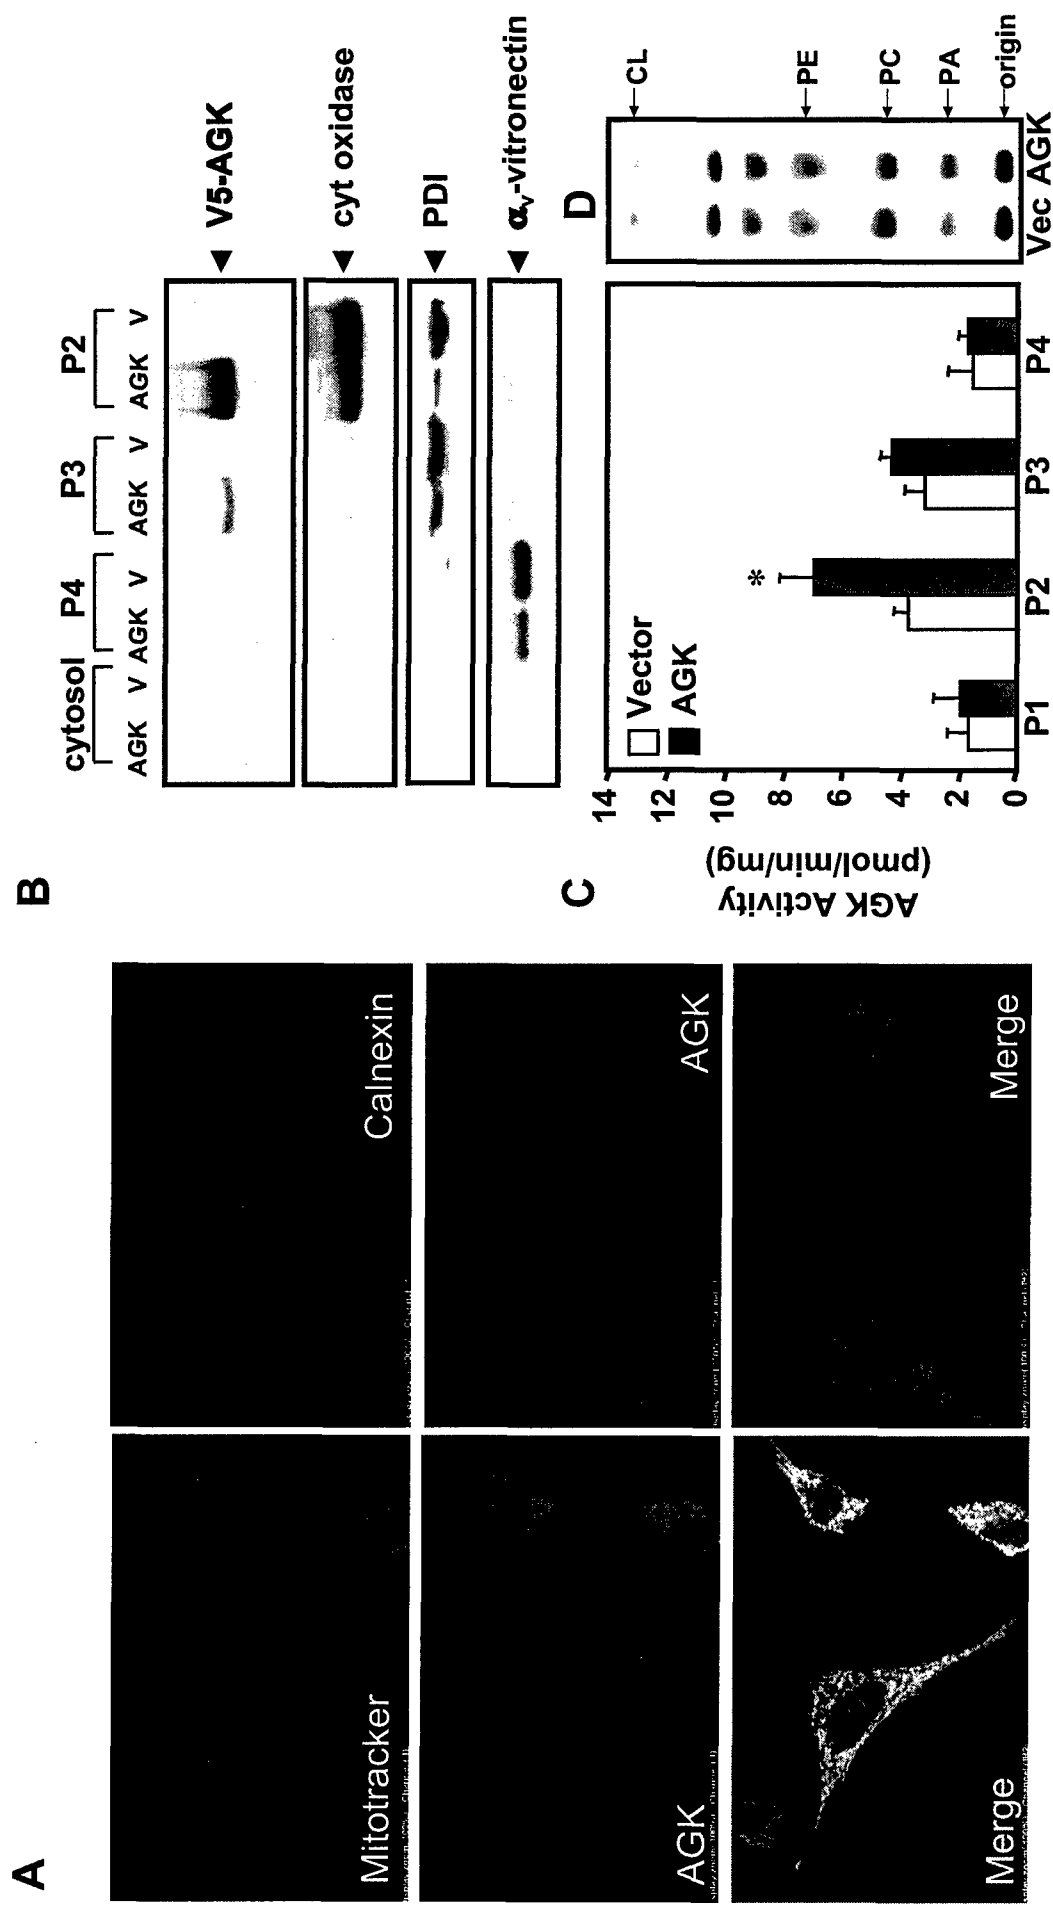 A
Mitotracker
Calnexin
AGK
AGK
Merge
Merge
B
cytosol P4 P3 P2
AGK V AGK V AGK V AGK V
V5-AGK
cyt oxidase
PDI
αv-vitronectin
C
AGK Activity
(pmol/min/mg)
14
12
10
8
6
4
2
0
Vector
AGK
*
P1 P2 P3 P4
D
CL
PE
PC
PA
origin
Vec AGK